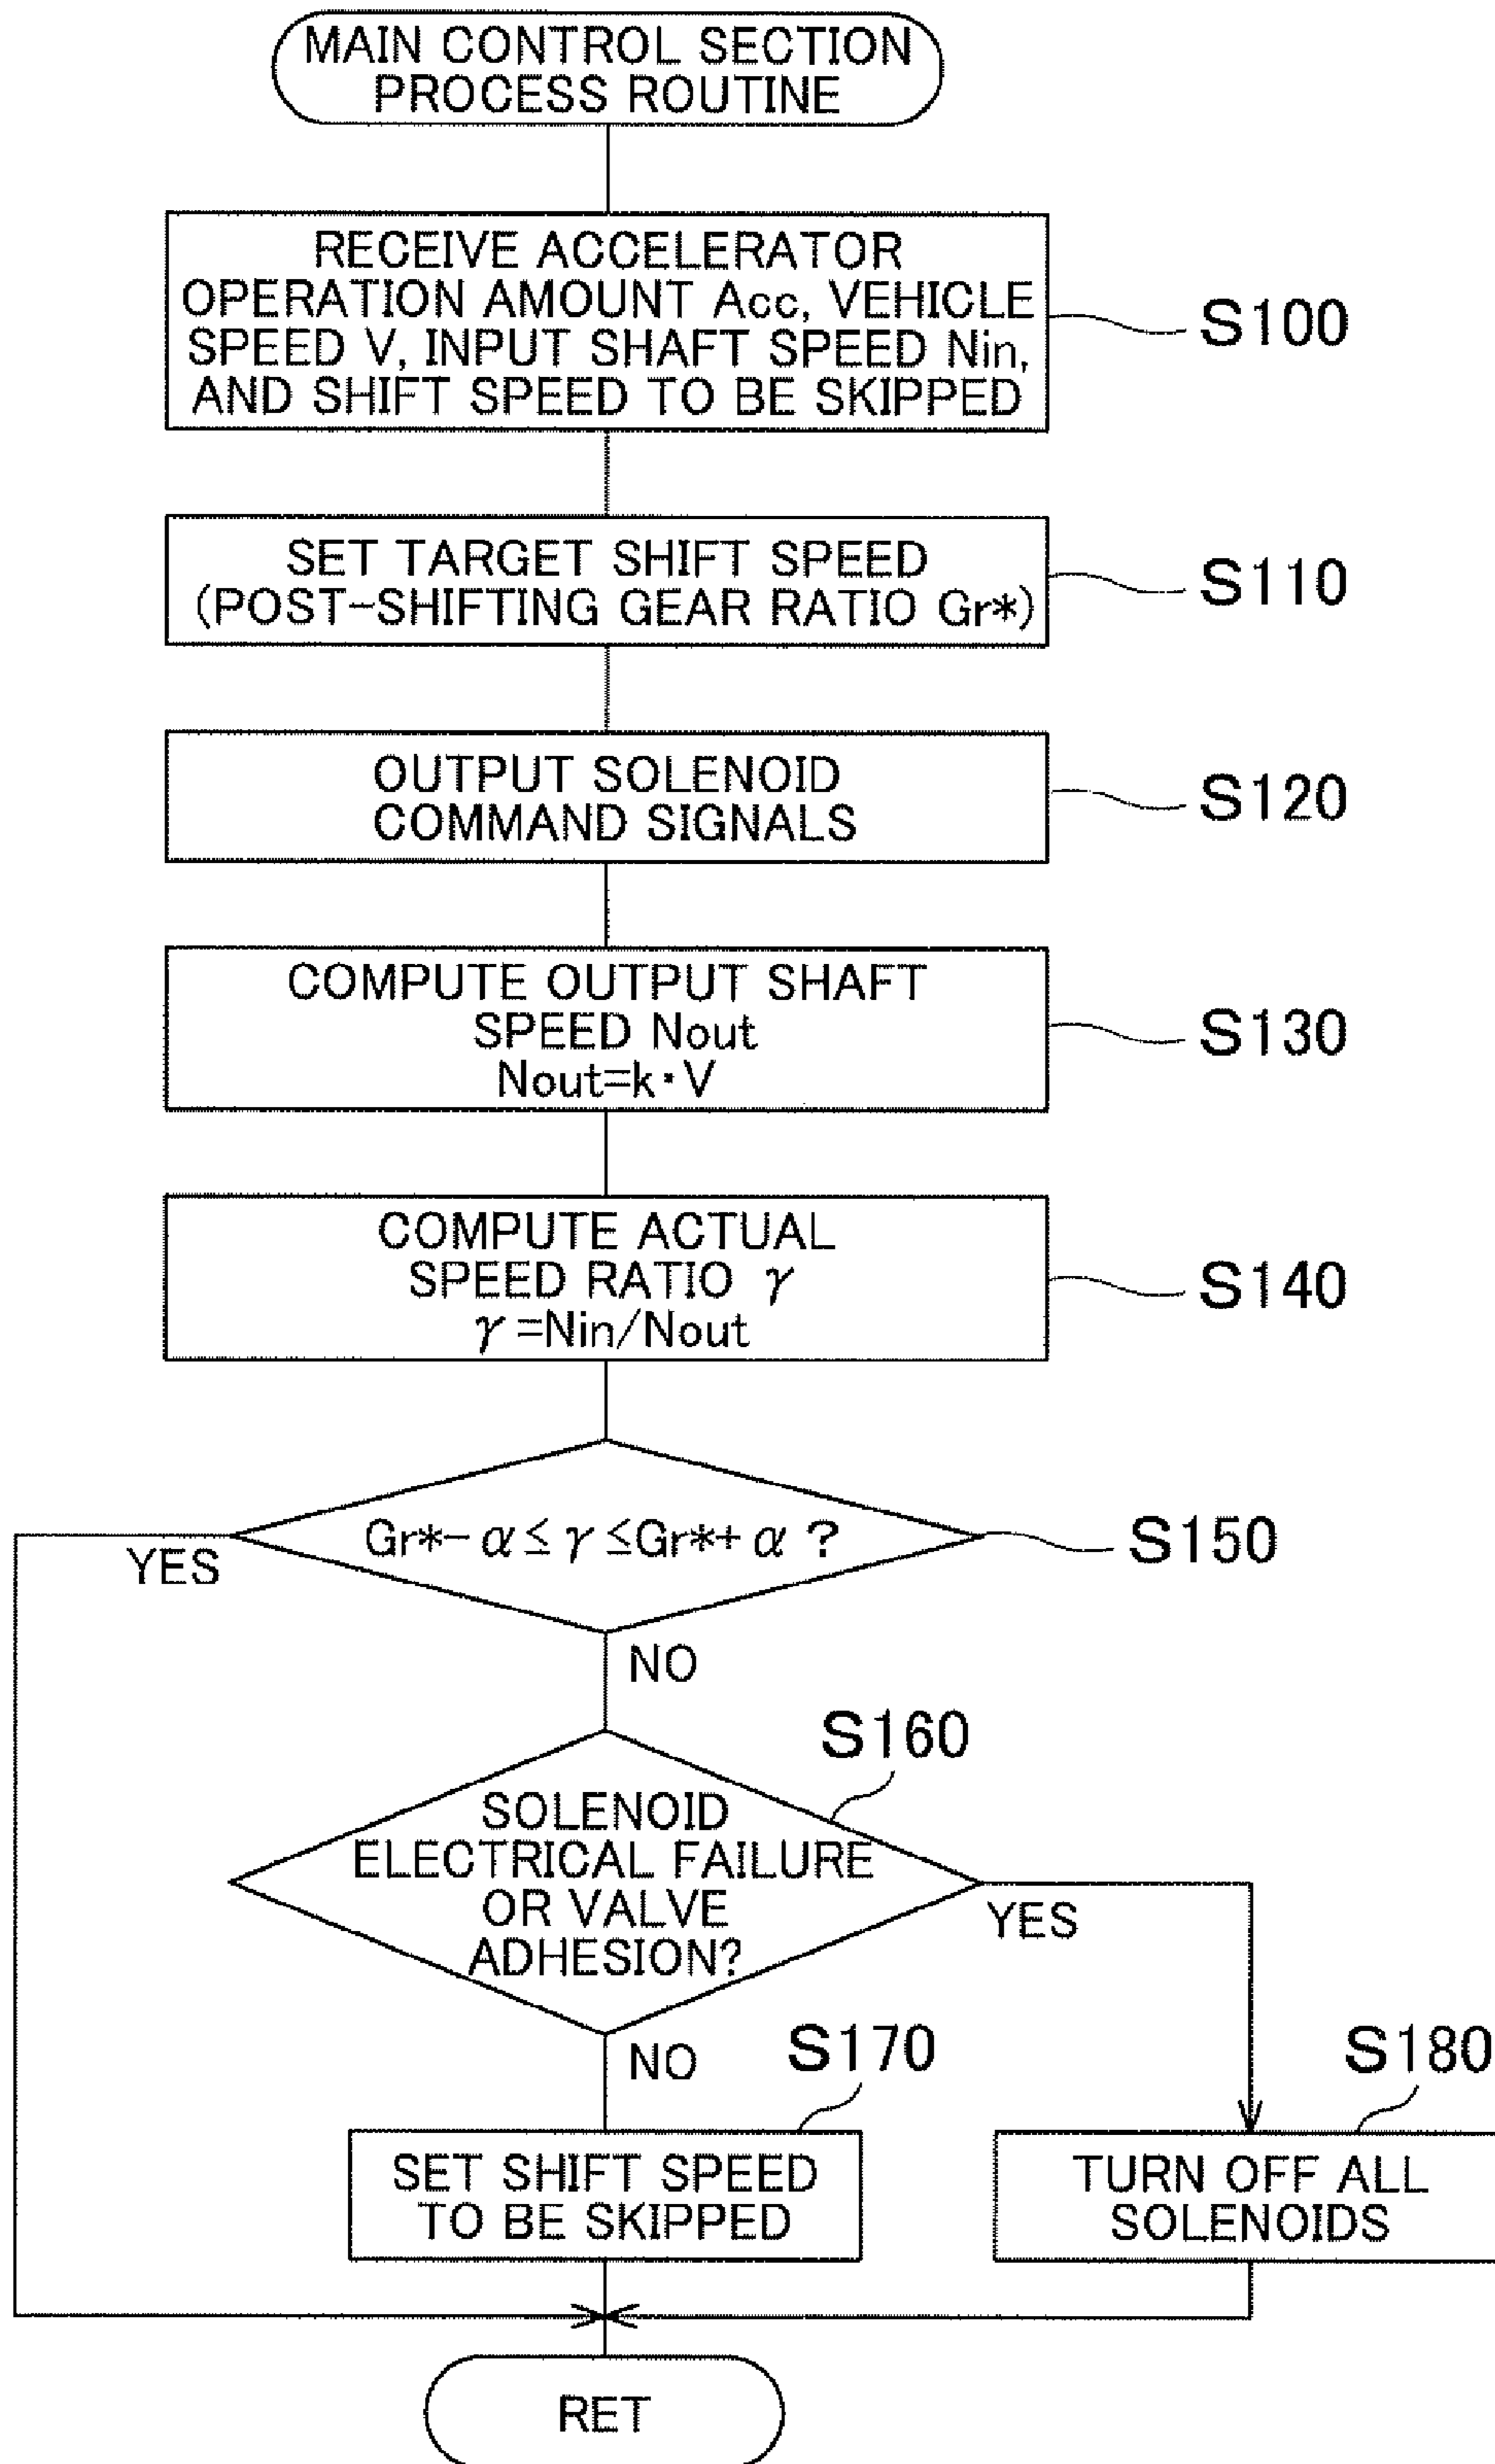 MAIN CONTROL SECTION
PROCESS ROUTINE
RECEIVE ACCELERATOR
OPERATION AMOUNT Acc, VEHICLE
SPEED V, INPUT SHAFT SPEED Nin,
AND SHIFT SPEED TO BE SKIPPED
S100
SET TARGET SHIFT SPEED
(POST-SHIFTING GEAR RATIO Gr*)
S110
OUTPUT SOLENOID
COMMAND SIGNALS
S120
COMPUTE OUTPUT SHAFT
SPEED Nout
Nout=k・V
S130
COMPUTE ACTUAL
SPEED RATIO γ
γ=Nin/Nout
S140
Gr*-α≤γ≤Gr*+α ?
S150
YES
NO
S160
SOLENOID
ELECTRICAL FAILURE
OR VALVE
ADHESION?
YES
NO
S170
S180
SET SHIFT SPEED
TO BE SKIPPED
TURN OFF ALL
SOLENOIDS
RET